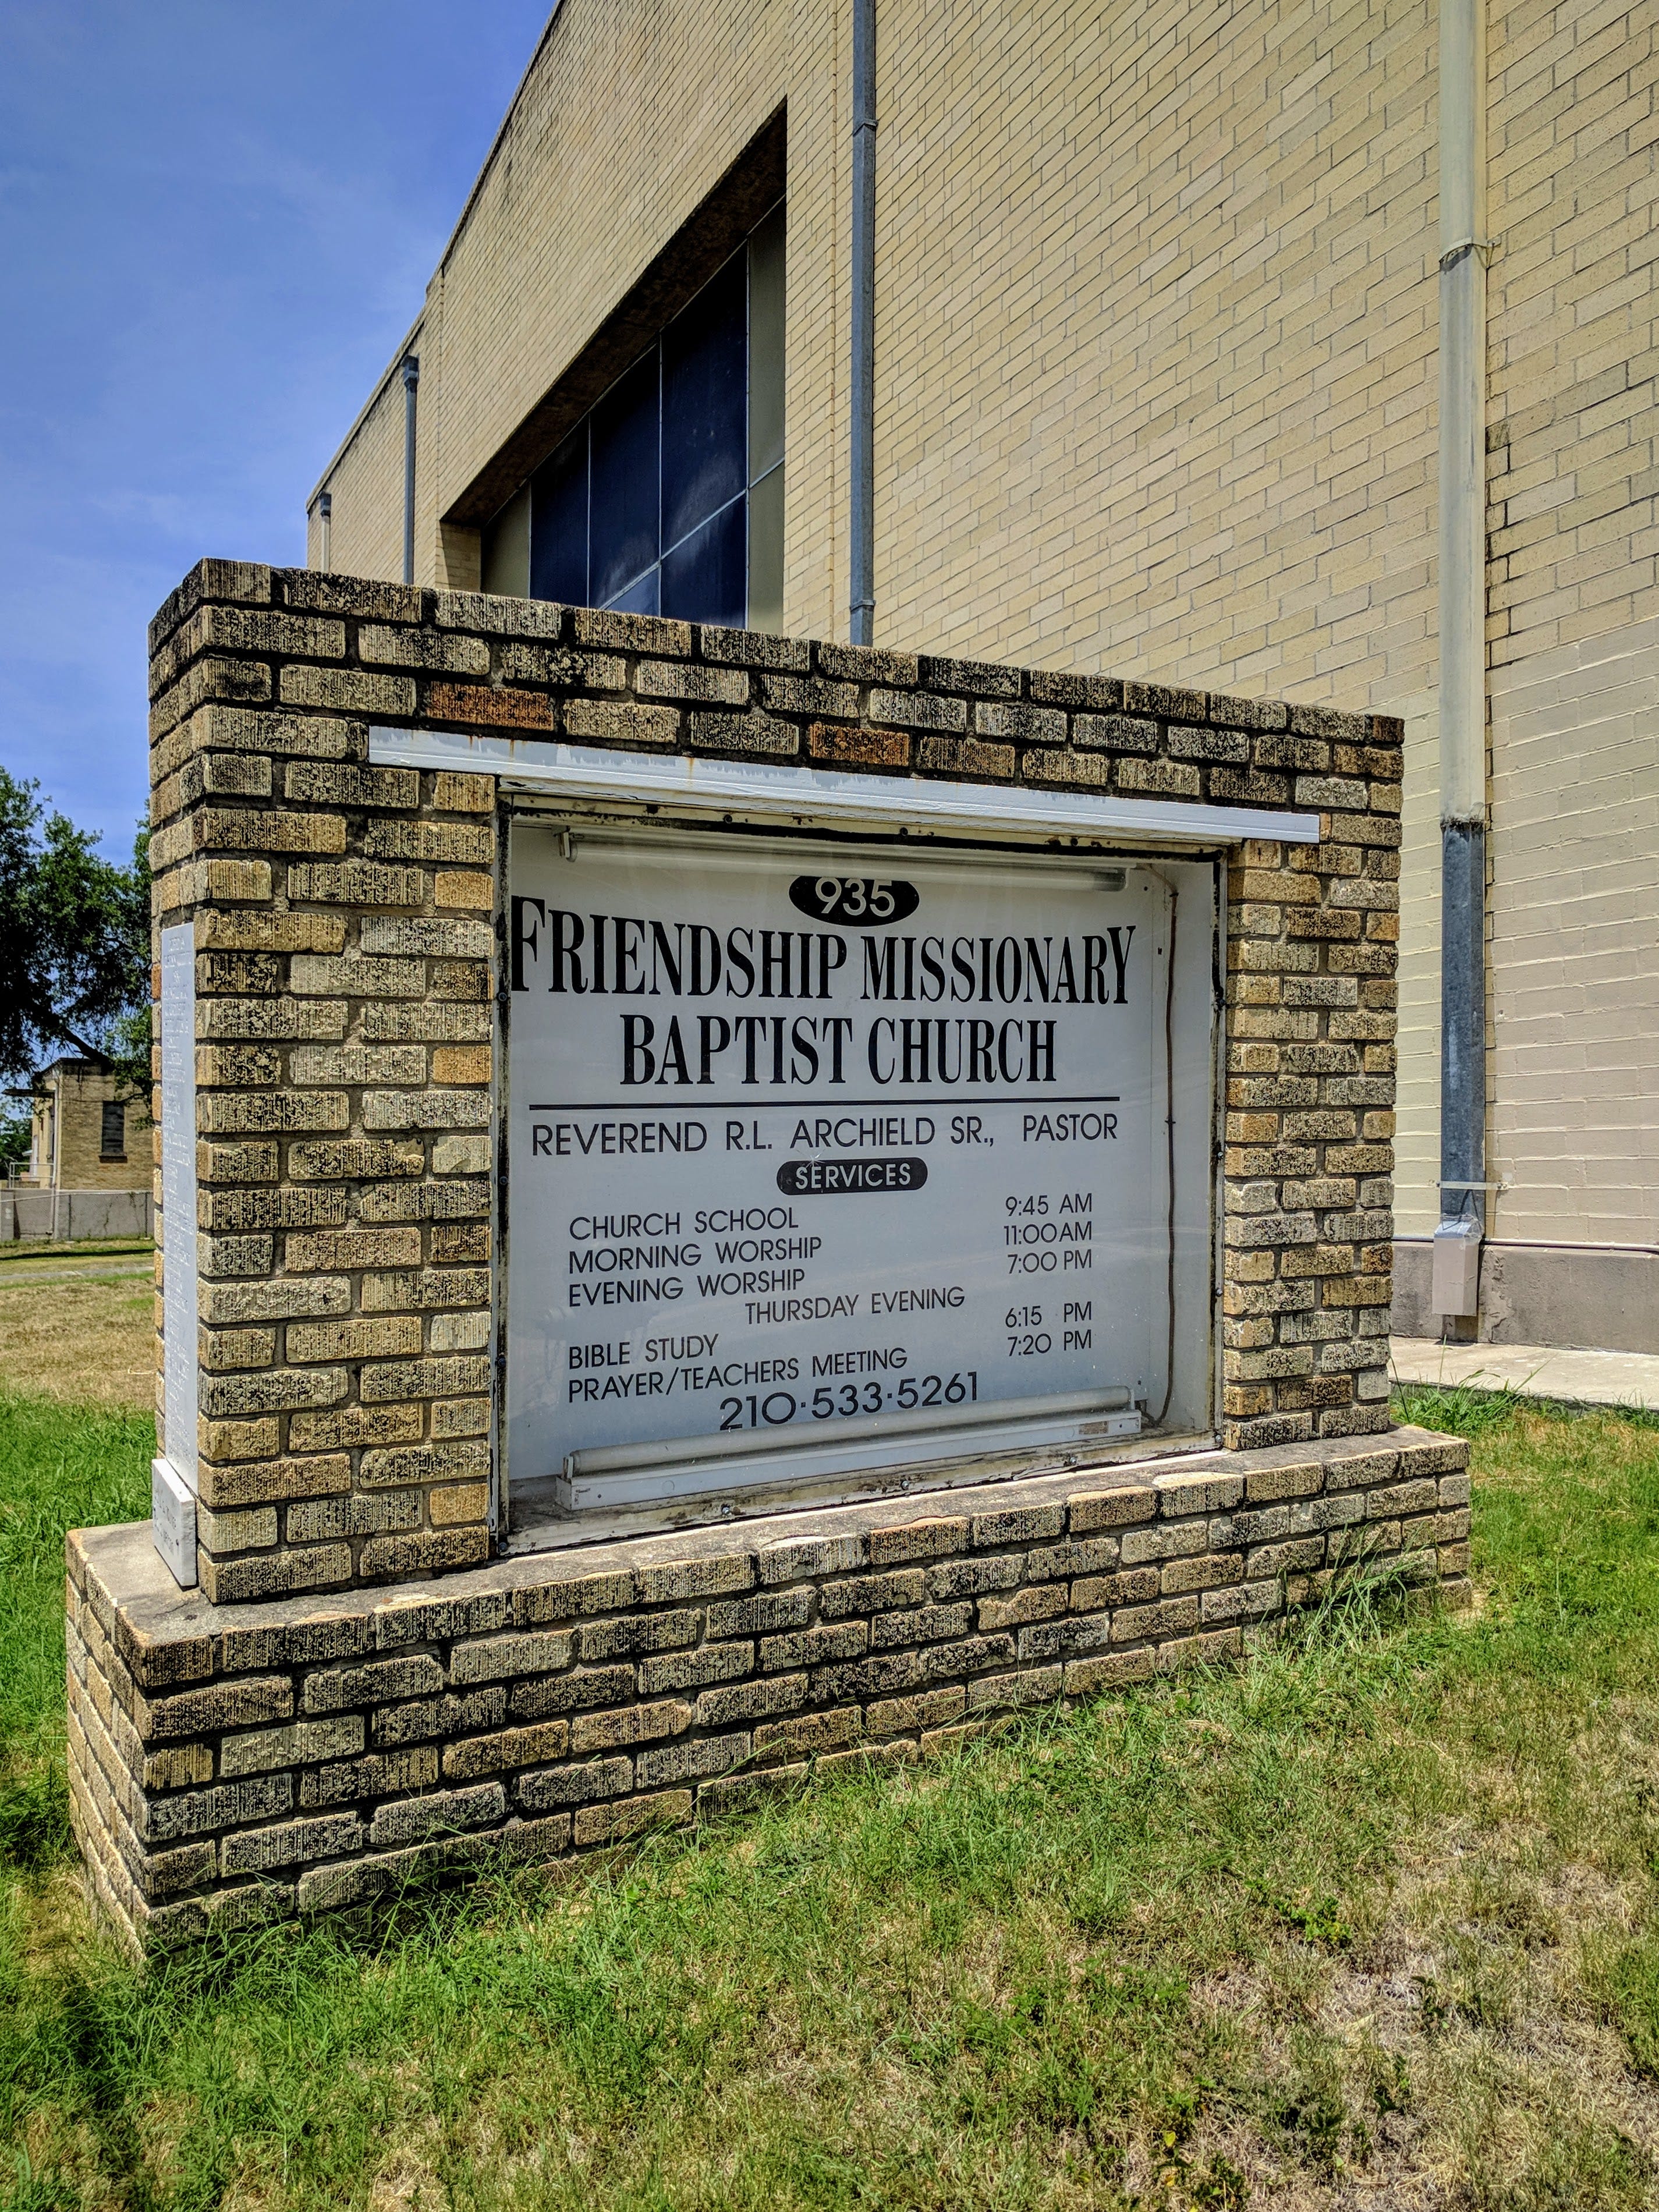 935
FRIENDSHIP MISSIONARY
BAPTIST CHURCH
REVEREND R.L. ARCHIELD SR., PASTOR
SERVICES
CHURCH SCHOOL 9:45 AM
MORNING WORSHIP 11:00 AM
EVENING WORSHIP 7:00 PM
THURSDAY EVENING
BIBLE STUDY 6:15 PM
PRAYER/TEACHERS MEETING 7:20 PM
210·533·5261